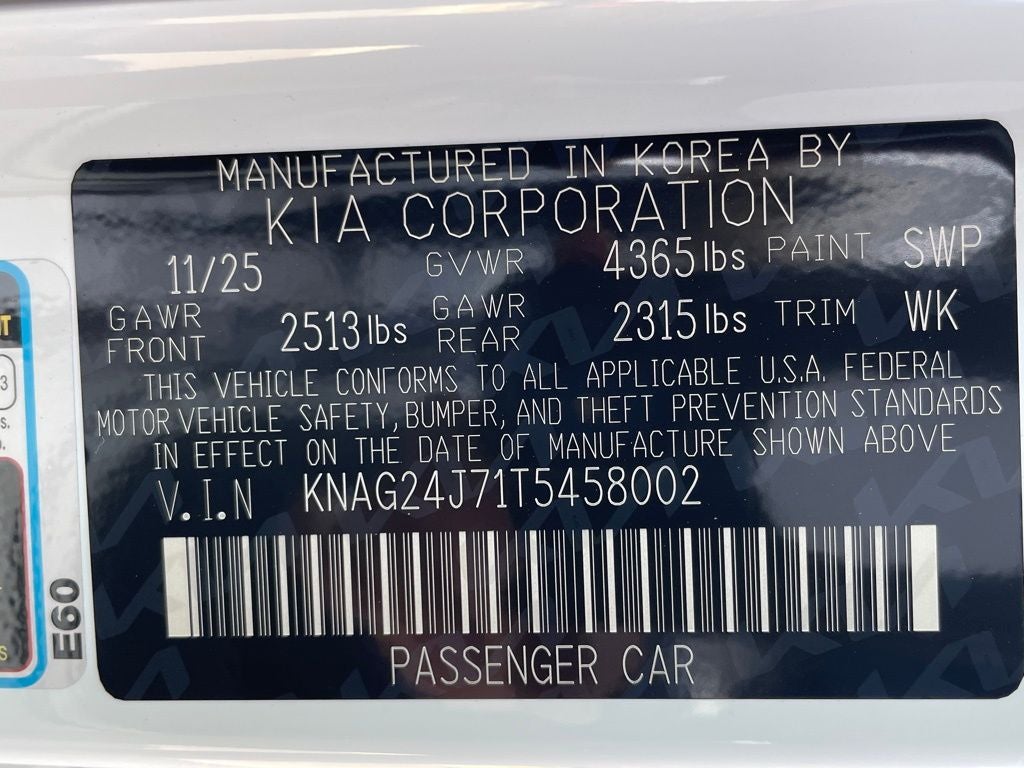 MANUFACTURED IN KOREA BY
KIA CORPORATION
11/25 GVWR 4365 lbs PAINT SWP
GAWR FRONT 2513 lbs GAWR REAR 2315 lbs TRIM WK
THIS VEHICLE CONFORMS TO ALL APPLICABLE U.S.A. FEDERAL
MOTOR VEHICLE SAFETY, BUMPER, AND THEFT PREVENTION STANDARDS
IN EFFECT ON THE DATE OF MANUFACTURE SHOWN ABOVE
V.I.N KNAG24J71T5458002
PASSENGER CAR
E60